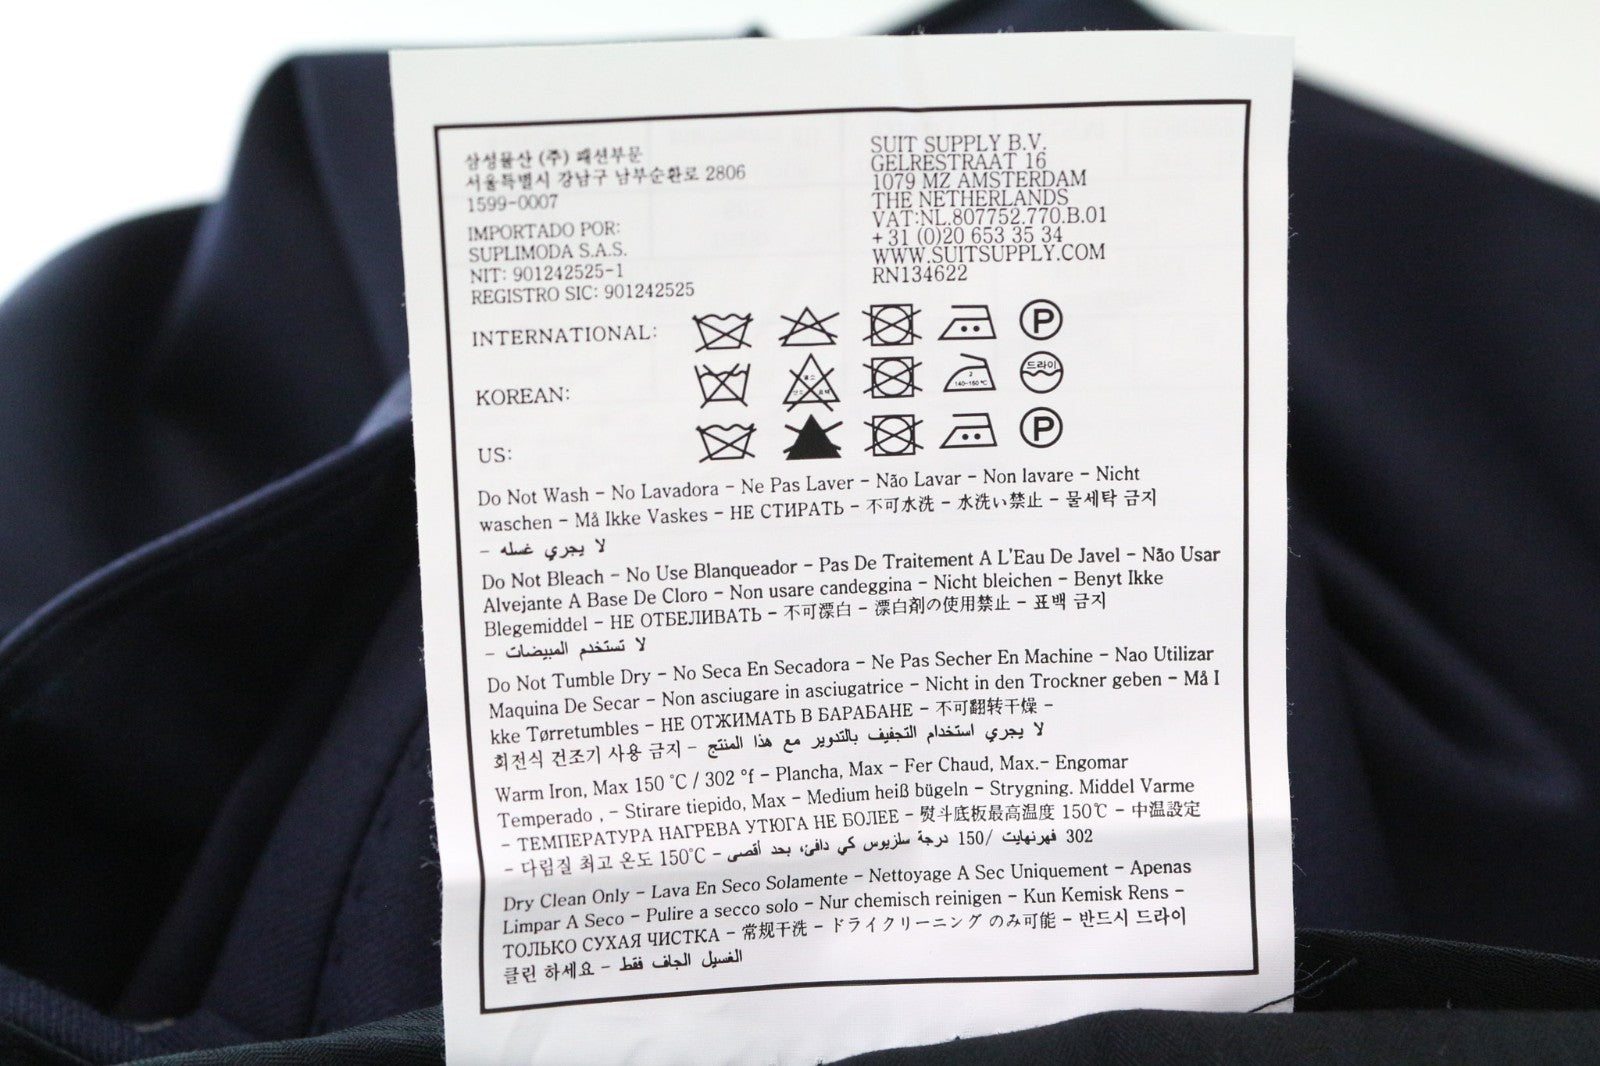 삼성물산 (주) 패션부문
서울특별시 강남구 남부순환로 2806
1599-0007
IMPORTADO POR:
SUPLIMODA S.A.S.
NIT: 901242525-1
REGISTRO SIC: 901242525
SUIT SUPPLY B.V.
GELRESTRAAT 16
1079 MZ AMSTERDAM
THE NETHERLANDS
VAT:NL.807752.770.B.01
+31 (0)20 653 35 34
WWW.SUITSUPPLY.COM
RN134622
INTERNATIONAL:
P
KOREAN:
2
140-160℃
드라이
US:
P
Do Not Wash - No Lavadora - Ne Pas Laver - Não Lavar - Non lavare - Nicht
waschen - Må Ikke Vaskes - НЕ СТИРАТЬ - 不可水洗 - 水洗い禁止 - 물세탁 금지
- لا يجري غسله
Do Not Bleach - No Use Blanqueador - Pas De Traitement A L'Eau De Javel - Não Usar
Alvejante A Base De Cloro - Non usare candeggina - Nicht bleichen - Benyt Ikke
Blegemiddel - НЕ ОТБЕЛИВАТЬ - 不可漂白 - 漂白剤の使用禁止 - 표백 금지
- لا تستخدم المبيضات
Do Not Tumble Dry - No Seca En Secadora - Ne Pas Secher En Machine - Nao Utilizar
Maquina De Secar - Non asciugare in asciugatrice - Nicht in den Trockner geben - Må I
kke Tørretumbles - НЕ ОТЖИМАТЬ В БАРАБАНЕ - 不可翻转干燥 -
회전식 건조기 사용 금지 - لا يجري استخدام التجفيف بالتدوير مع هذا المنتج
Warm Iron, Max 150 °C / 302 °f - Plancha, Max - Fer Chaud, Max.- Engomar
Temperado , - Stirare tiepido, Max - Medium heiß bügeln - Strygning. Middel Varme
- ТЕМПЕРАТУРА НАГРЕВА УТЮГА НЕ БОЛЕЕ - 熨斗底板最高温度 150℃ - 中温設定
- 다림질 최고 온도 150℃ - كي دافئ، بحد أقصى 150 درجة سلزيوس/ 302 فهرنهايت
Dry Clean Only - Lava En Seco Solamente - Nettoyage A Sec Uniquement - Apenas
Limpar A Seco - Pulire a secco solo - Nur chemisch reinigen - Kun Kemisk Rens -
ТОЛЬКО СУХАЯ ЧИСТКА - 常规干洗 - ドライクリーニング のみ可能 - 반드시 드라이
클린 하세요 - الغسيل الجاف فقط